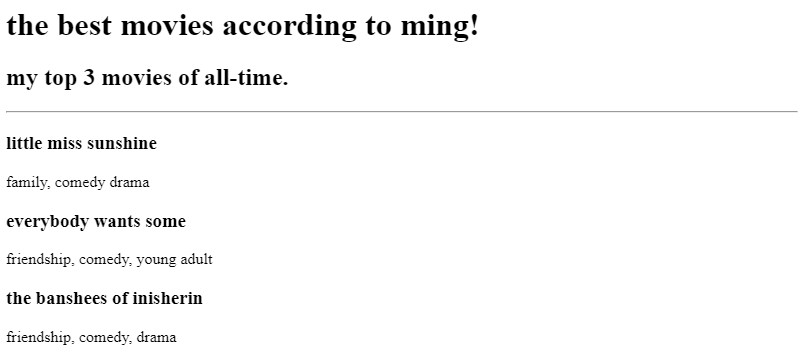 the best movies according to ming!
my top 3 movies of all-time.
little miss sunshine
family, comedy drama
everybody wants some
friendship, comedy, young adult
the banshees of inisherin
friendship, comedy, drama